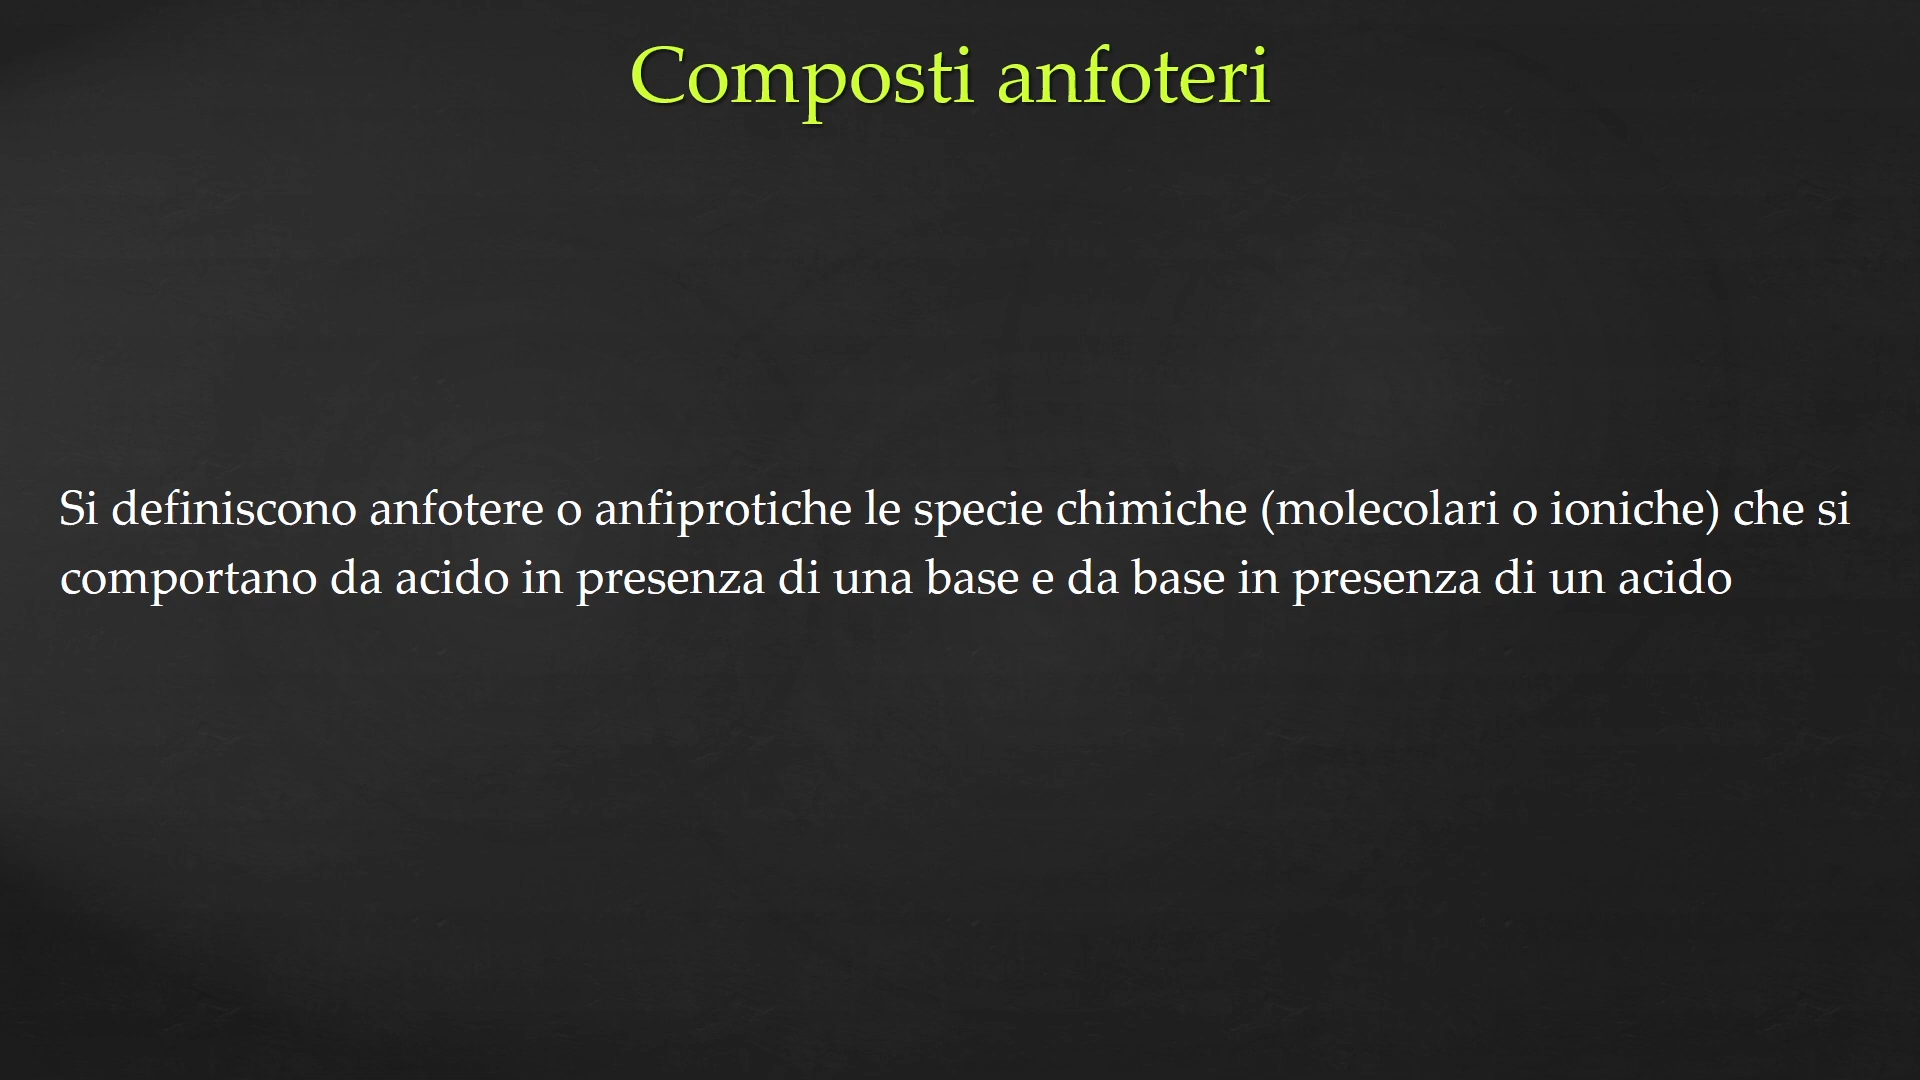 Composti anfoteri
Si definiscono anfotere o anfiprotiche le specie chimiche (molecolari o ioniche) che si
comportano da acido in presenza di una base e da base in presenza di un acido